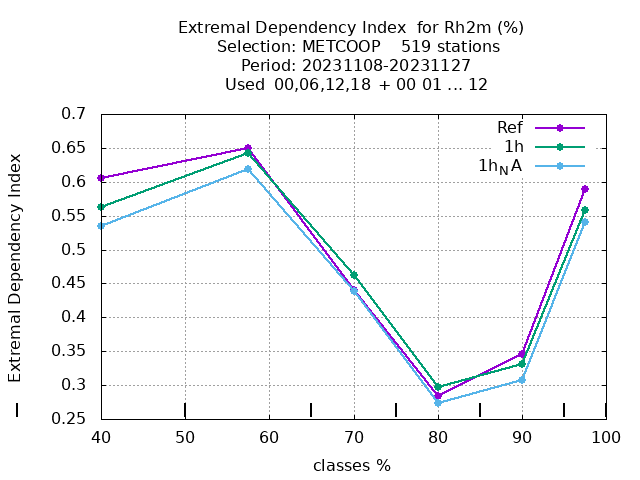 Extremal Dependency Index  for Rh2m (%)
Selection: METCOOP    519 stations
Period: 20231108-20231127
Used  00,06,12,18  + 00 01 ... 12
Ref
1h
1hNA
0.7
0.65
0.6
0.55
0.5
0.45
0.4
0.35
0.3
0.25
Extremal Dependency Index
40 50 60 70 80 90 100
classes %